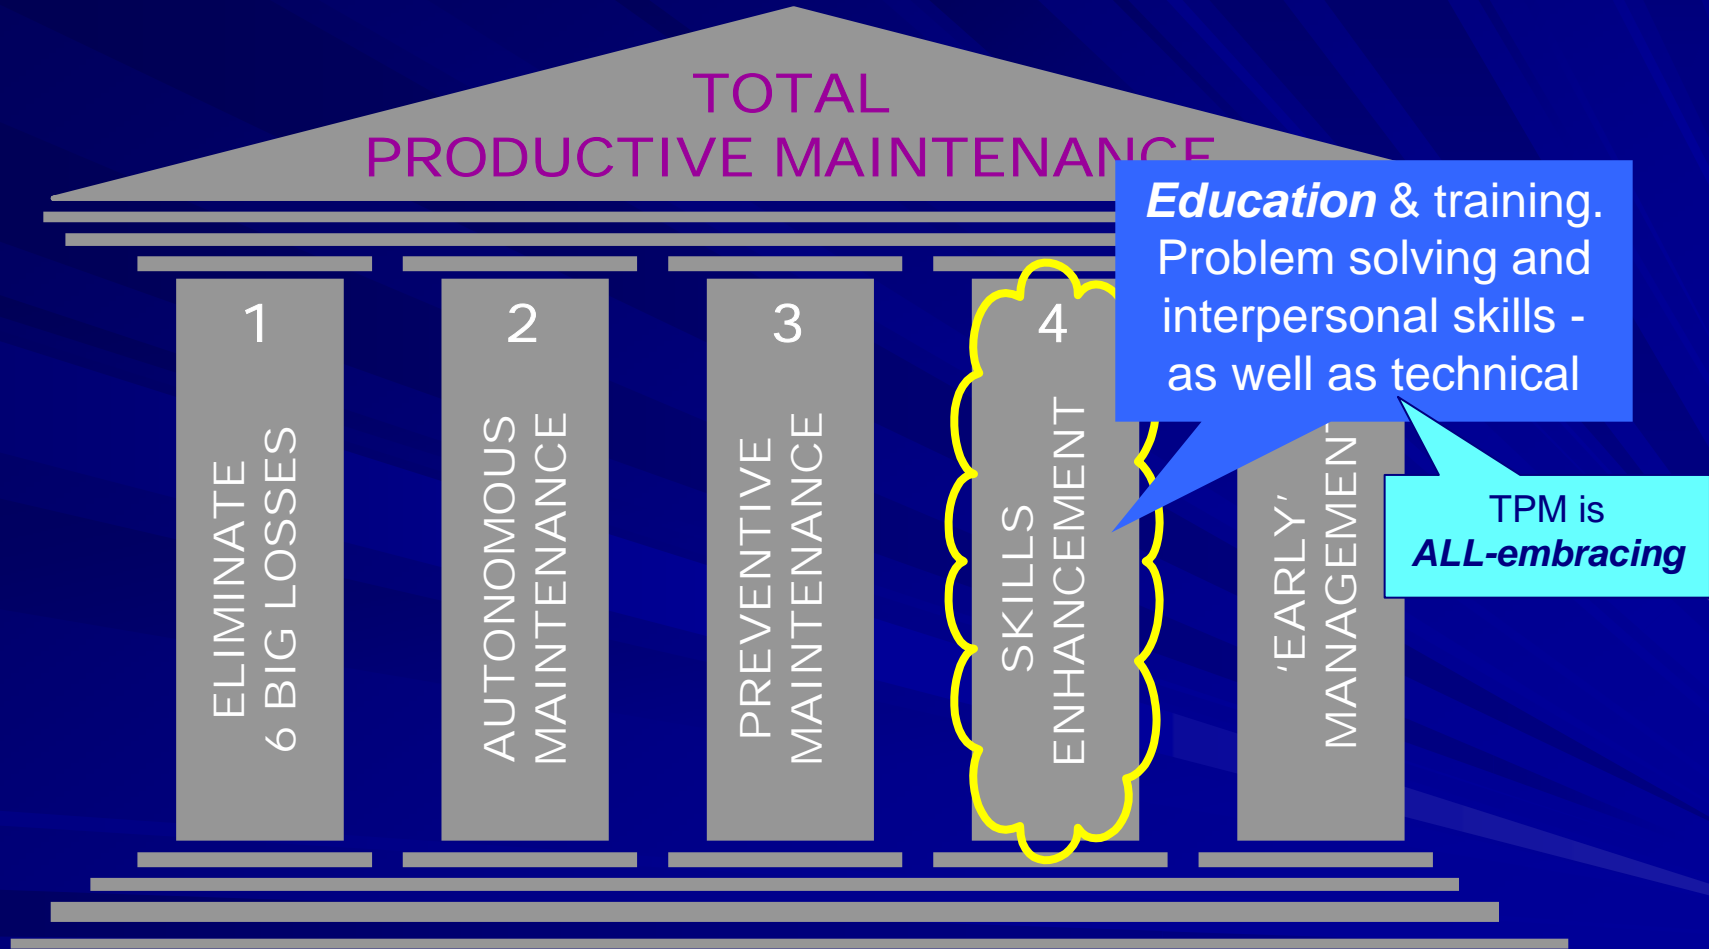 TOTAL
PRODUCTIVE MAINTENANCE
1
ELIMINATE
6 BIG LOSSES
2
AUTONOMOUS
MAINTENANCE
3
PREVENTIVE
MAINTENANCE
4
SKILLS
ENHANCEMENT
Education & training.
Problem solving and
interpersonal skills -
as well as technical
'EARLY'
MANAGEMENT
TPM is
ALL-embracing